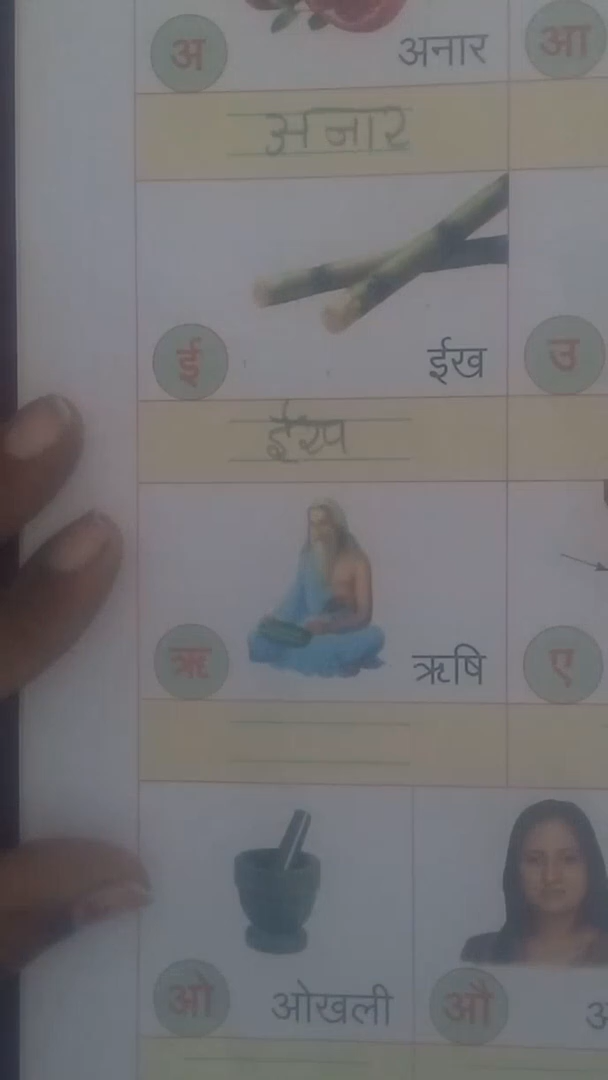 अ अनार आ
अनार
ई ईख उ
ईख
ऋ ऋषि ए
ओ ओखली औ